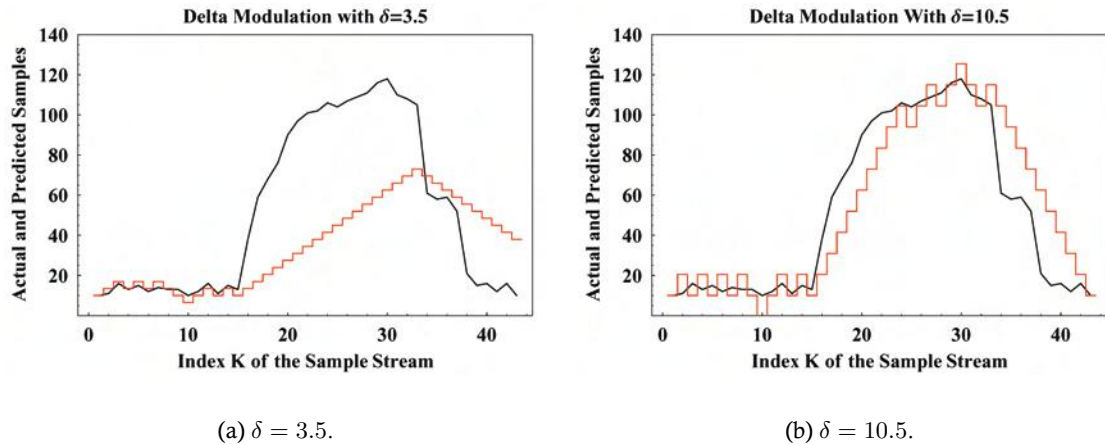 Delta Modulation with δ=3.5
Actual and Predicted Samples
140
120
100
80
60
40
20
0 10 20 30 40
Index K of the Sample Stream
(a) δ = 3.5.
Delta Modulation With δ=10.5
Actual and Predicted Samples
140
120
100
80
60
40
20
0 10 20 30 40
Index K of the Sample Stream
(b) δ = 10.5.